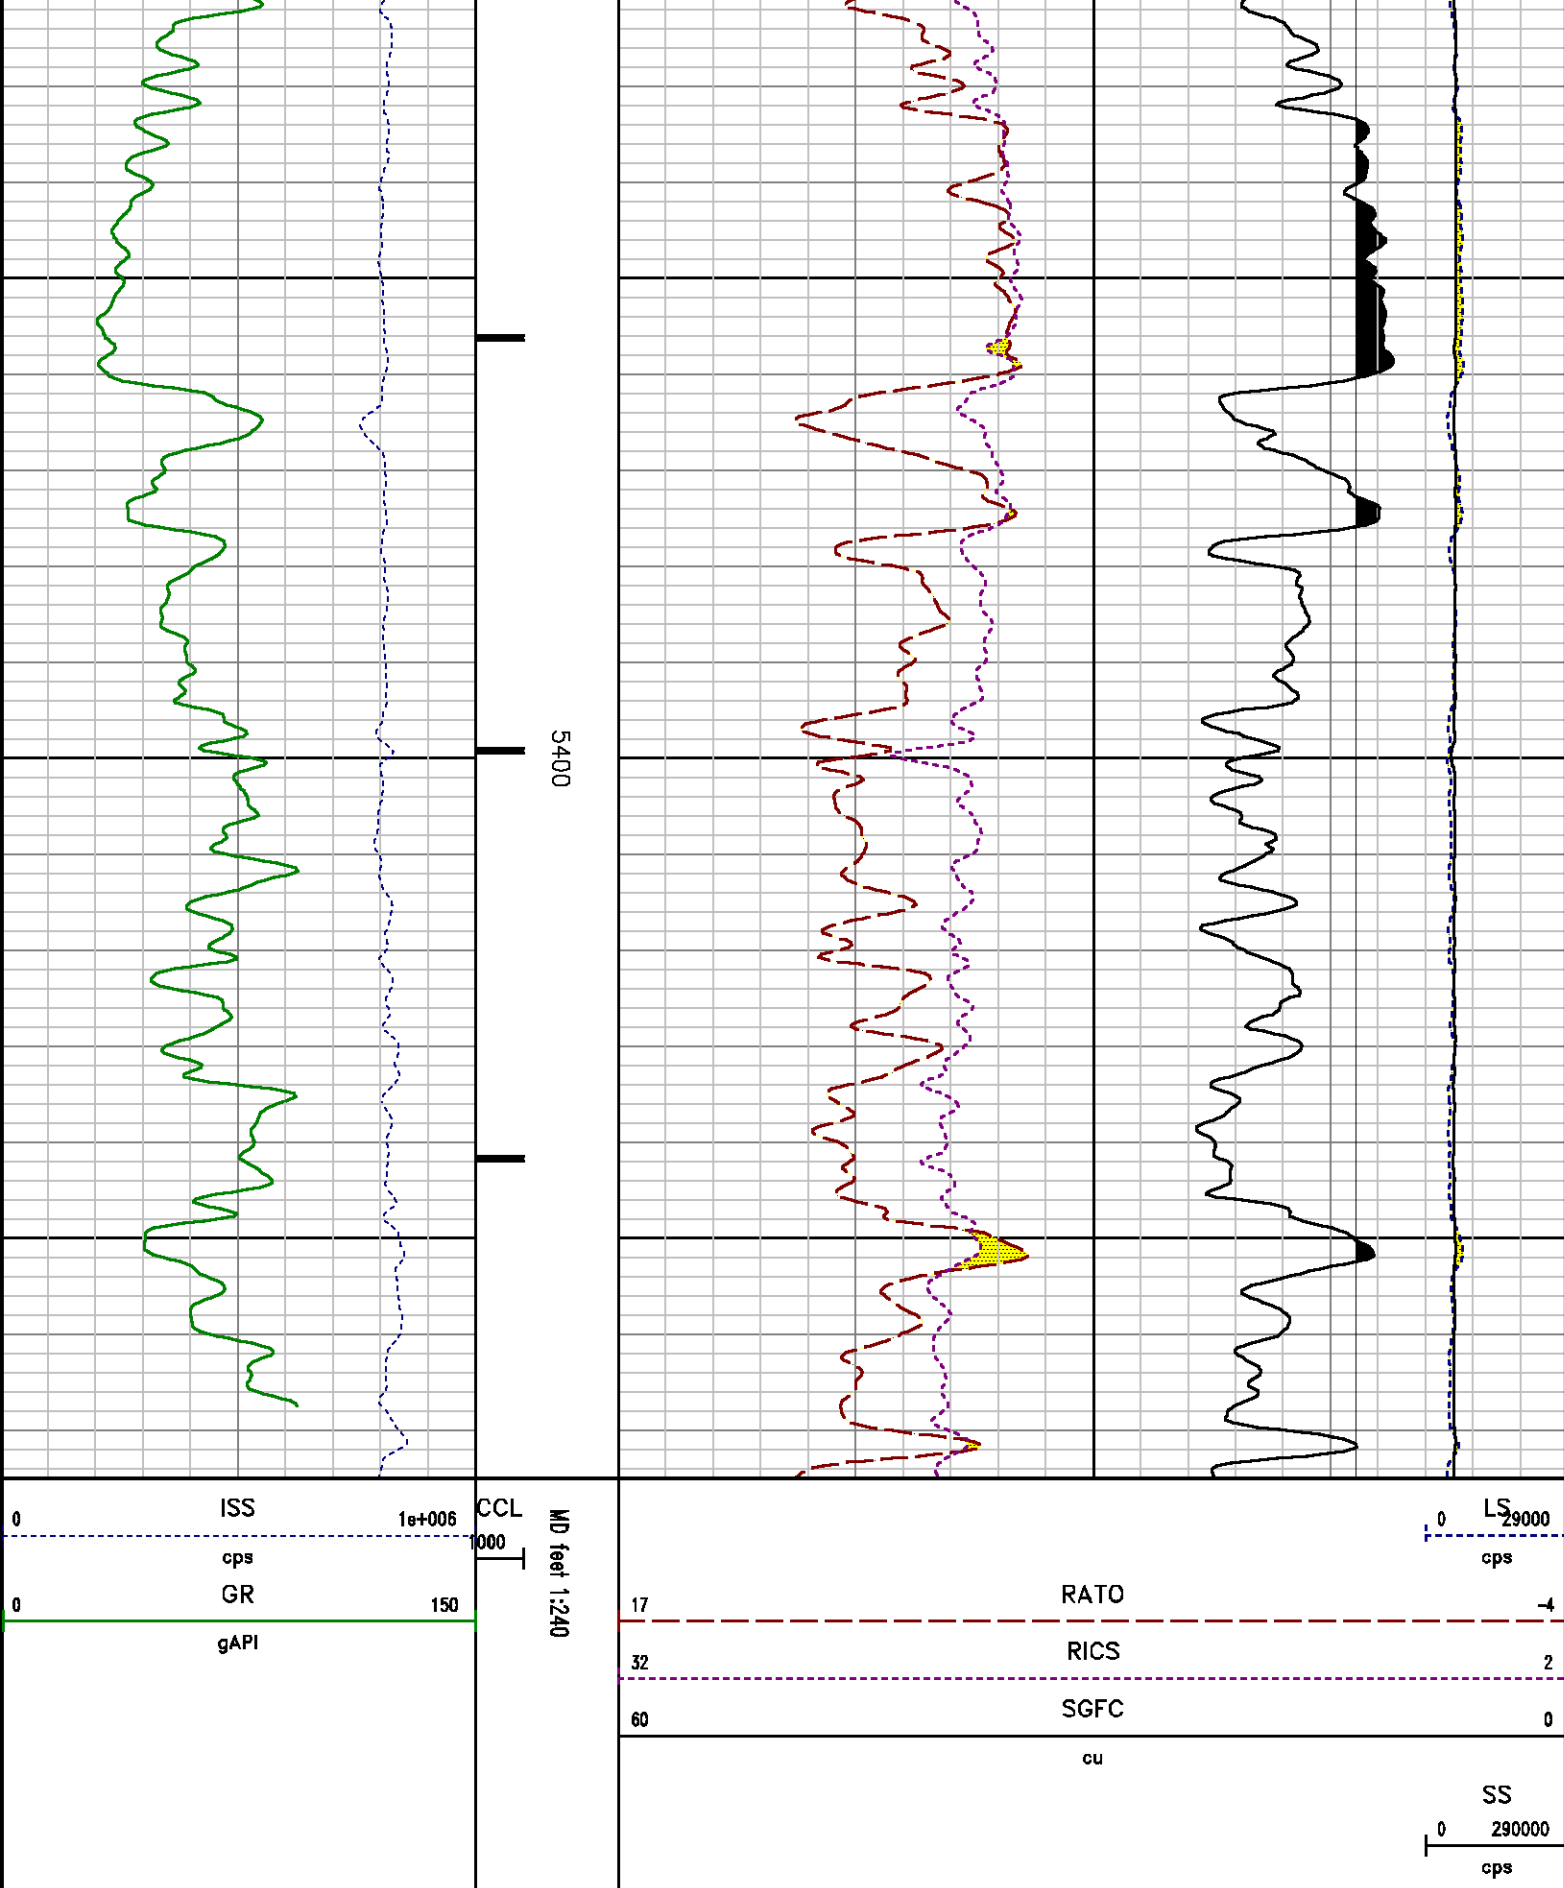 5400
ISS
0 1e+006
cps
GR
0 150
gAPI
CCL
1000
MD feet 1:240
LS
0 29000
cps
RATO
17 -4
RICS
32 2
SGFC
60 0
cu
SS
0 290000
cps